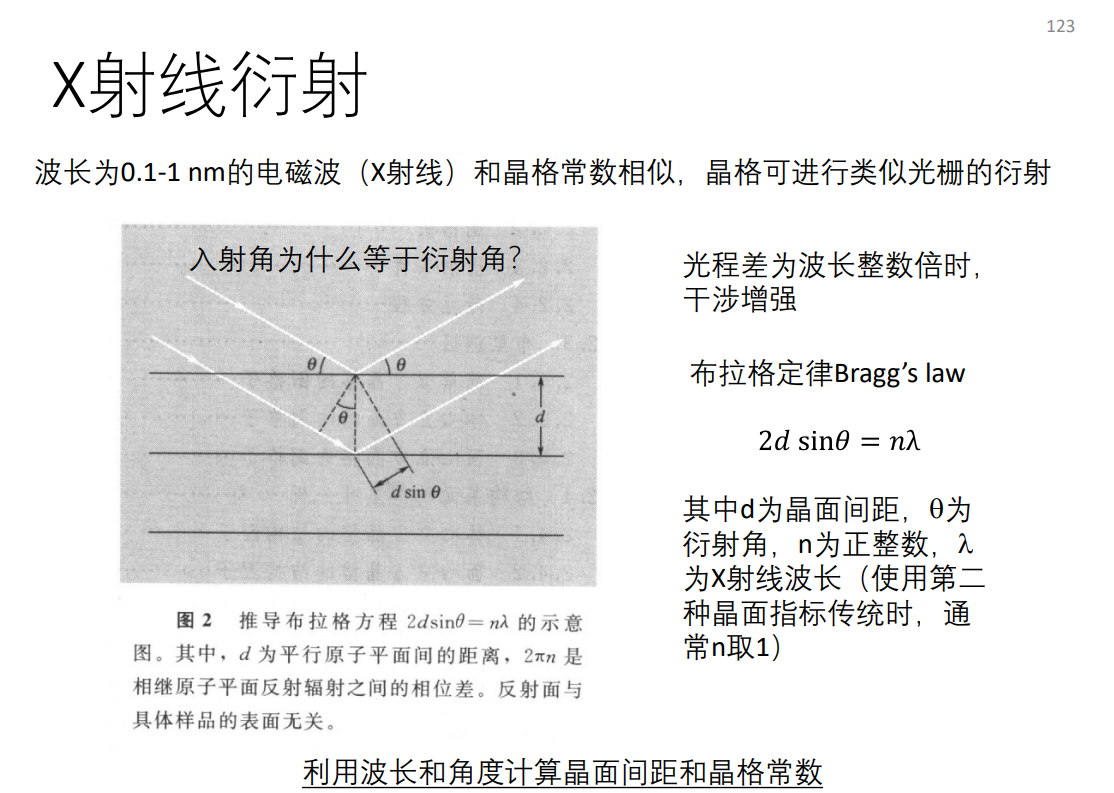 123
X射线衍射
波长为0.1-1 nm的电磁波（X射线）和晶格常数相似，晶格可进行类似光栅的衍射
入射角为什么等于衍射角？
θ
θ
θ
d
d sin θ
光程差为波长整数倍时，
干涉增强
布拉格定律Bragg's law
2d sinθ = nλ
其中d为晶面间距，θ为
衍射角，n为正整数，λ
为X射线波长（使用第二
种晶面指标传统时，通
常n取1）
图 2 推导布拉格方程 2dsinθ=nλ 的示意
图。其中，d 为平行原子平面间的距离，2πn 是
相继原子平面反射辐射之间的相位差。反射面与
具体样品的表面无关。
利用波长和角度计算晶面间距和晶格常数